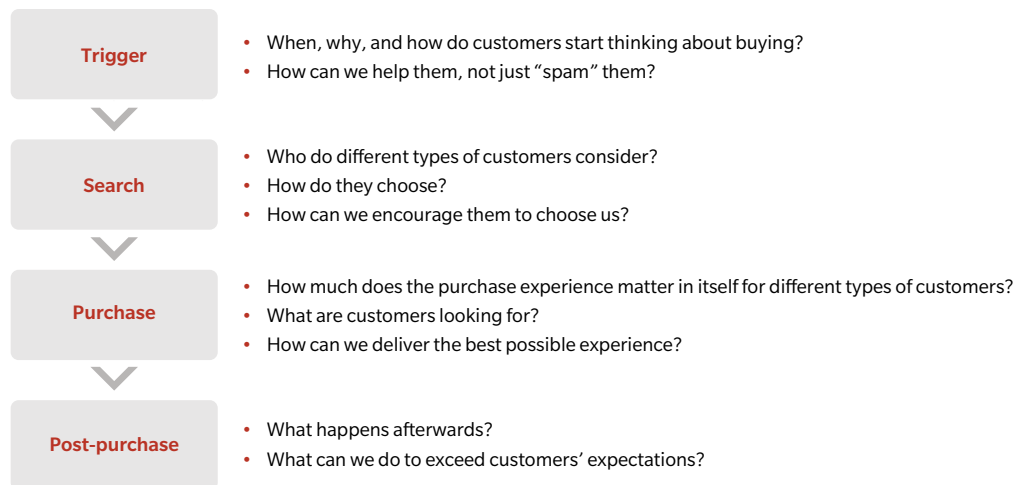 Trigger
• When, why, and how do customers start thinking about buying?
• How can we help them, not just “spam” them?
Search
• Who do different types of customers consider?
• How do they choose?
• How can we encourage them to choose us?
Purchase
• How much does the purchase experience matter in itself for different types of customers?
• What are customers looking for?
• How can we deliver the best possible experience?
Post-purchase
• What happens afterwards?
• What can we do to exceed customers’ expectations?